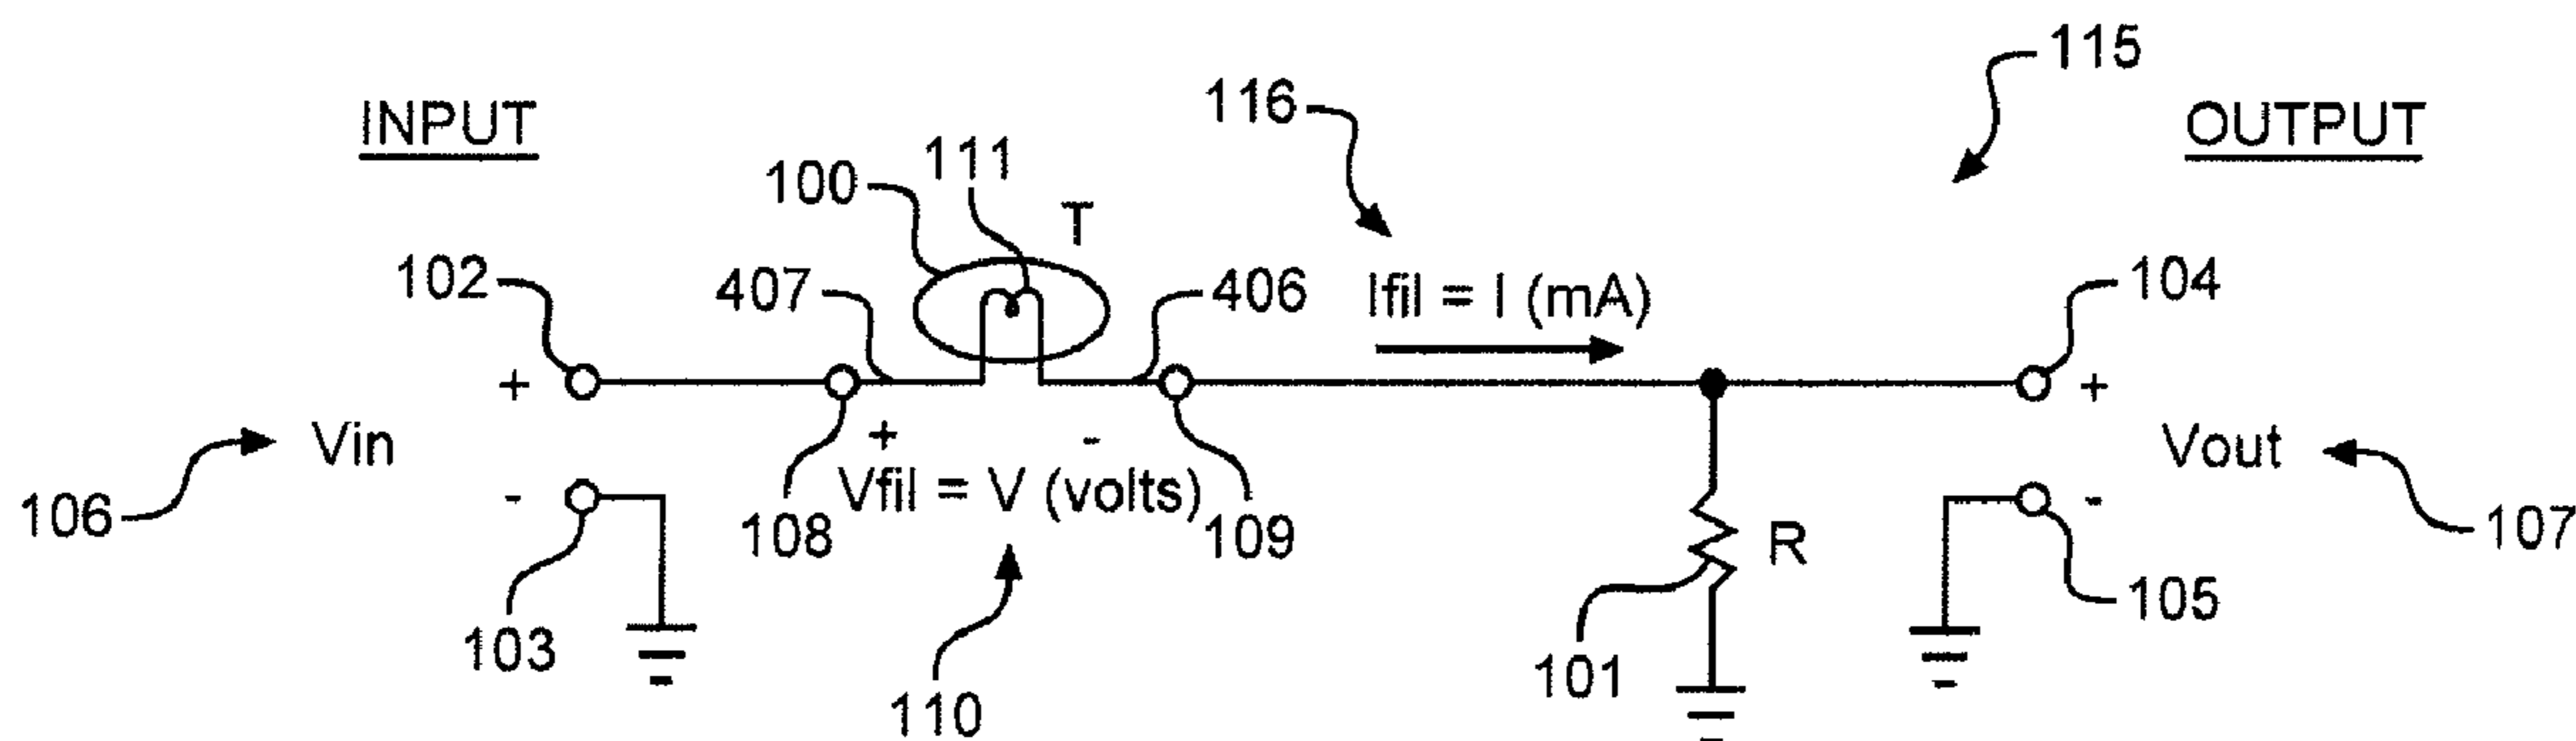 115
INPUT
116
OUTPUT
111
100
T
102
407
406
Ifil = I (mA)
104
+
+
Vin
+
-
Vout
106
-
Vfil = V (volts)
-
107
108
109
R
103
101
105
110